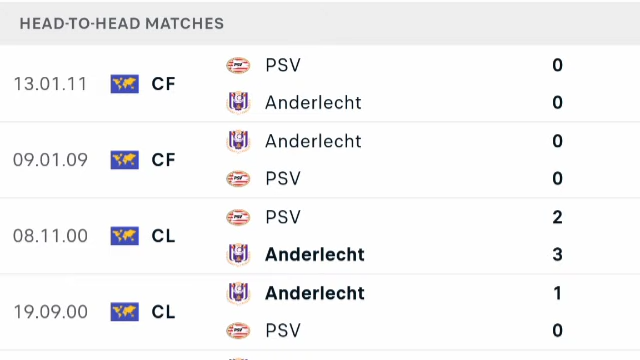 HEAD-TO-HEAD MATCHES
13.01.11 CF PSV 0
Anderlecht 0
09.01.09 CF Anderlecht 0
PSV 0
08.11.00 CL PSV 2
Anderlecht 3
19.09.00 CL Anderlecht 1
PSV 0